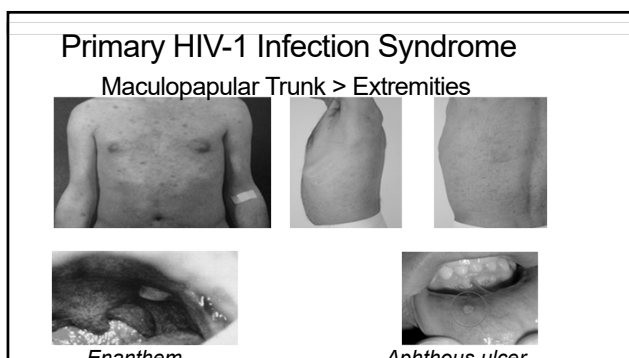 Primary HIV-1 Infection Syndrome
Maculopapular Trunk > Extremities
Enanthem
Aphthous ulcer